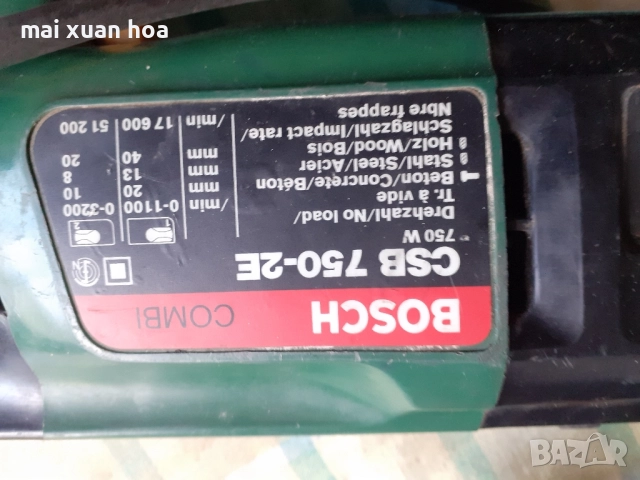 mai xuan hoa
BOSCH COMBI
CSB 750-2E
750 W 1 2
Drehzahl/No load/ /min 0-1100 0-3200
Tr. à vide
Beton/Concrete/Béton mm 20 10
Stahl/Steel/Acier mm 13 8
Holz/Wood/Bois mm 40 20
Schlagzahl/Impact rate/ /min 17 600 51 200
Nbre frappes
BAZAR